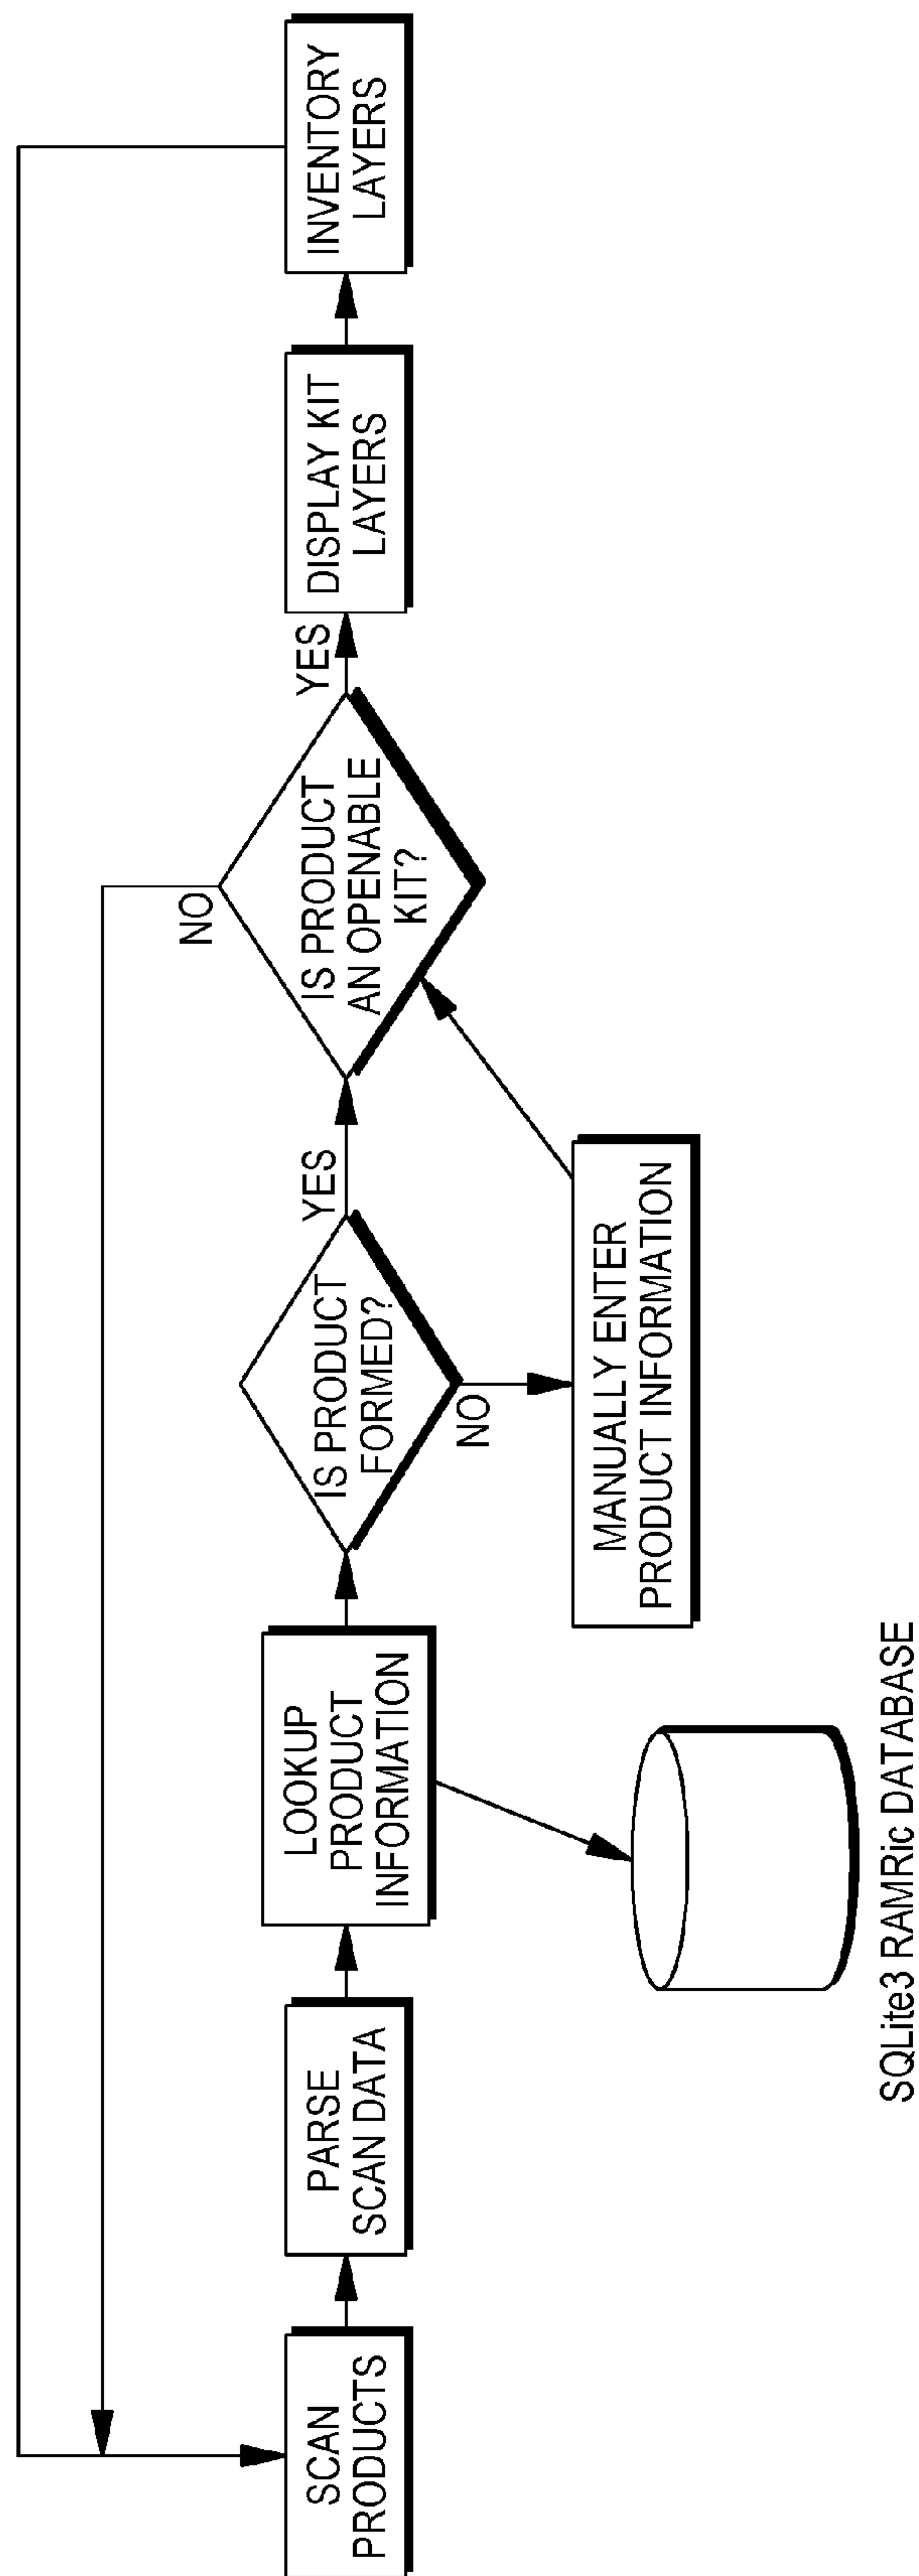 SCAN
PRODUCTS
PARSE
SCAN DATA
LOOKUP
PRODUCT
INFORMATION
SQLite3 RAMRic DATABASE
IS PRODUCT
FORMED?
YES
NO
MANUALLY ENTER
PRODUCT INFORMATION
IS PRODUCT
AN OPENABLE
KIT?
NO
YES
DISPLAY KIT
LAYERS
INVENTORY
LAYERS